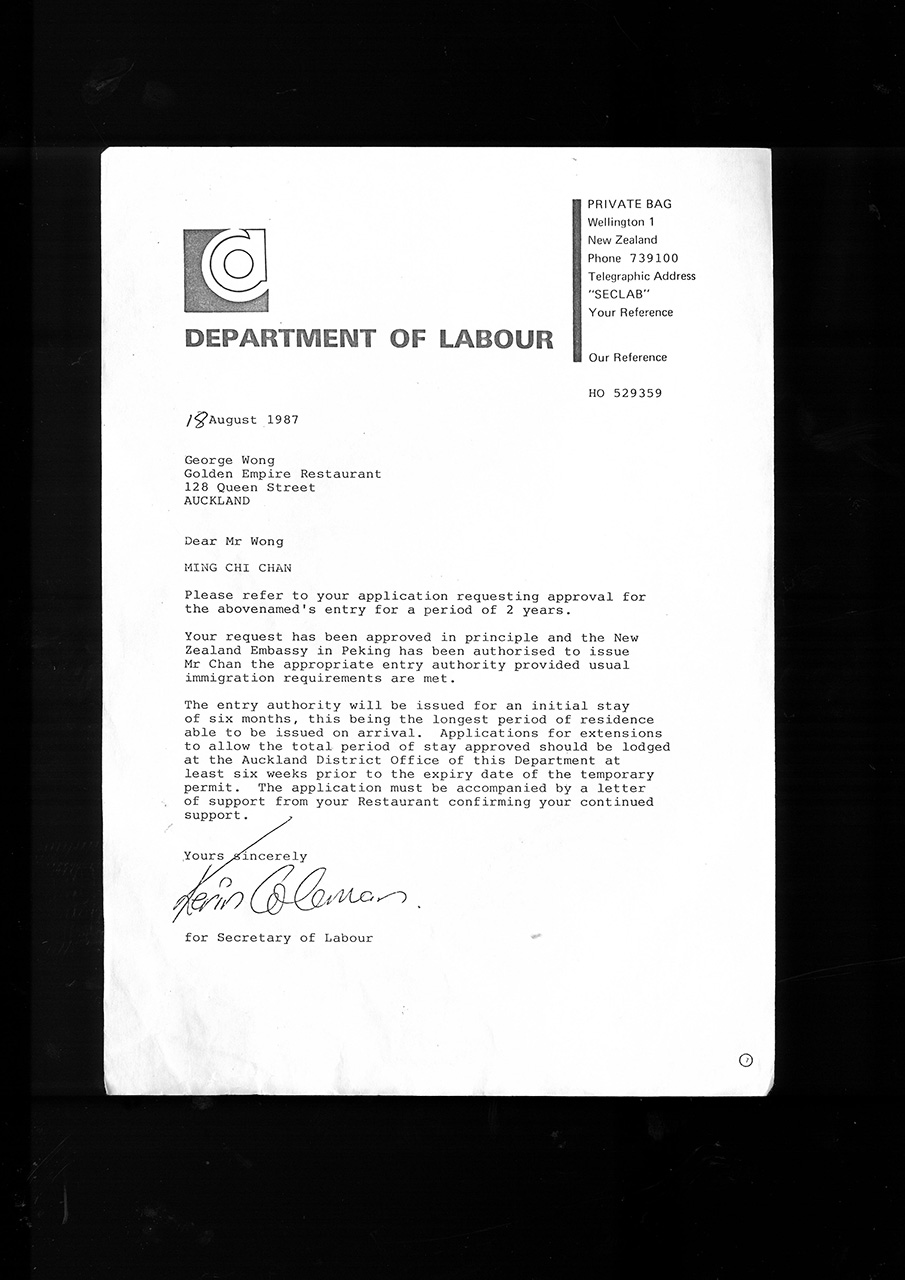 PRIVATE BAG
Wellington 1
New Zealand
Phone 739100
Telegraphic Address
"SECLAB"
Your Reference
Our Reference
HO 529359
DEPARTMENT OF LABOUR
18 August 1987
George Wong
Golden Empire Restaurant
128 Queen Street
AUCKLAND
Dear Mr Wong
MING CHI CHAN
Please refer to your application requesting approval for
the abovenamed's entry for a period of 2 years.
Your request has been approved in principle and the New
Zealand Embassy in Peking has been authorised to issue
Mr Chan the appropriate entry authority provided usual
immigration requirements are met.
The entry authority will be issued for an initial stay
of six months, this being the longest period of residence
able to be issued on arrival. Applications for extensions
to allow the total period of stay approved should be lodged
at the Auckland District Office of this Department at
least six weeks prior to the expiry date of the temporary
permit. The application must be accompanied by a letter
of support from your Restaurant confirming your continued
support.
Yours sincerely
Kevin Coleman.
for Secretary of Labour